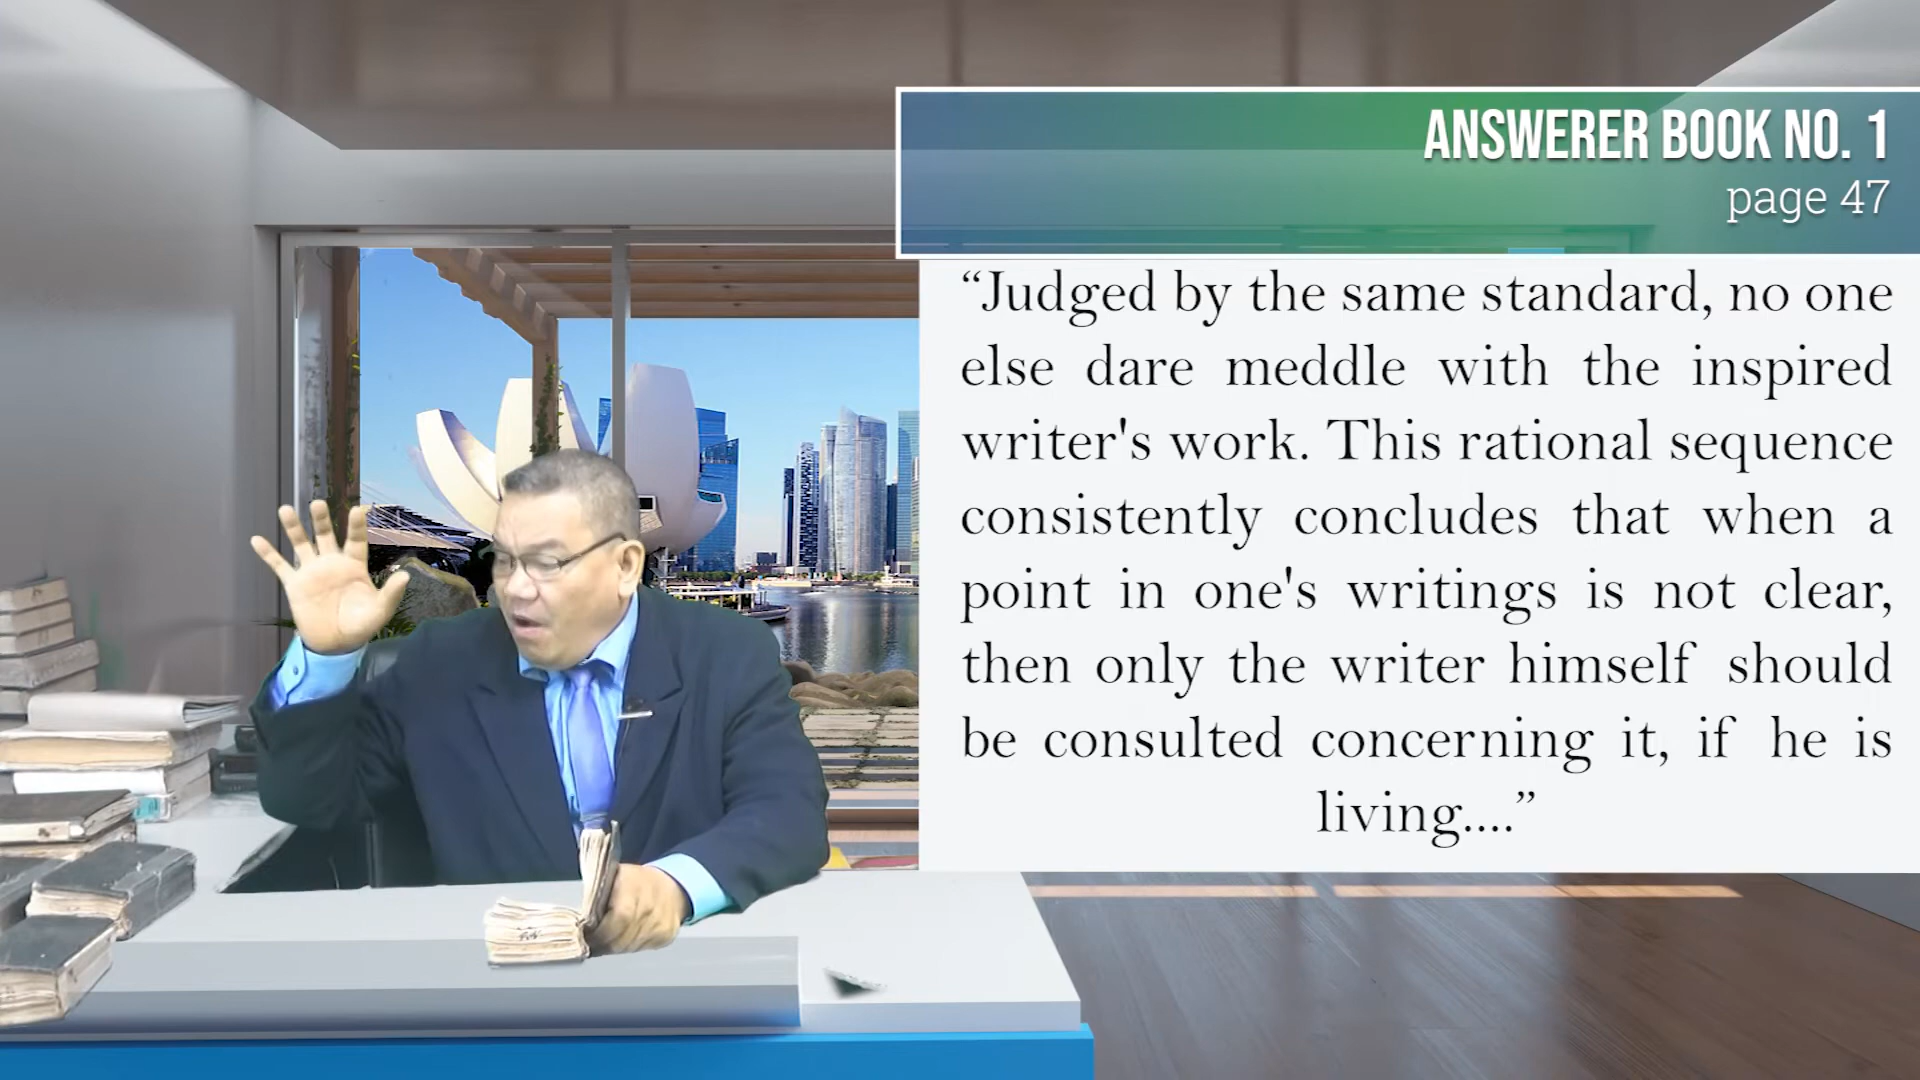 ANSWERER BOOK NO. 1
page 47
“Judged by the same standard, no one
else dare meddle with the inspired
writer's work. This rational sequence
consistently concludes that when a
point in one's writings is not clear,
then only the writer himself should
be consulted concerning it, if he is
living....”